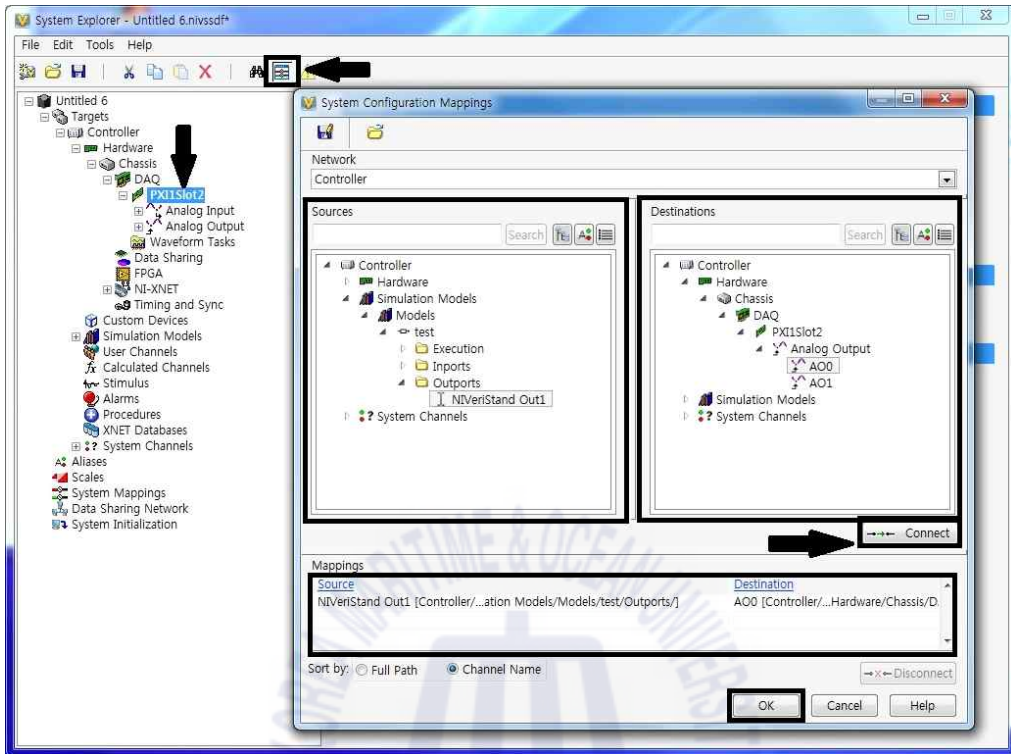 System Explorer - Untitled 6.nivssdf*
File Edit Tools Help
Untitled 6
Targets
Controller
Hardware
Chassis
DAQ
PXI1Slot2
Analog Input
Analog Output
Waveform Tasks
Data Sharing
FPGA
NI-XNET
Timing and Sync
Custom Devices
Simulation Models
User Channels
Calculated Channels
Stimulus
Alarms
Procedures
XNET Databases
System Channels
Aliases
Scales
System Mappings
Data Sharing Network
System Initialization
System Configuration Mappings
Network
Controller
Sources
Search
Controller
Hardware
Simulation Models
Models
test
Execution
Inports
Outports
NIVeriStand Out1
System Channels
Destinations
Search
Controller
Hardware
Chassis
DAQ
PXI1Slot2
Analog Output
AO0
AO1
Simulation Models
System Channels
Connect
Mappings
Source Destination
NIVeriStand Out1 [Controller/...ation Models/Models/test/Outports/] AO0 [Controller/...Hardware/Chassis/D.
Sort by: Full Path Channel Name
Disconnect
OK Cancel Help